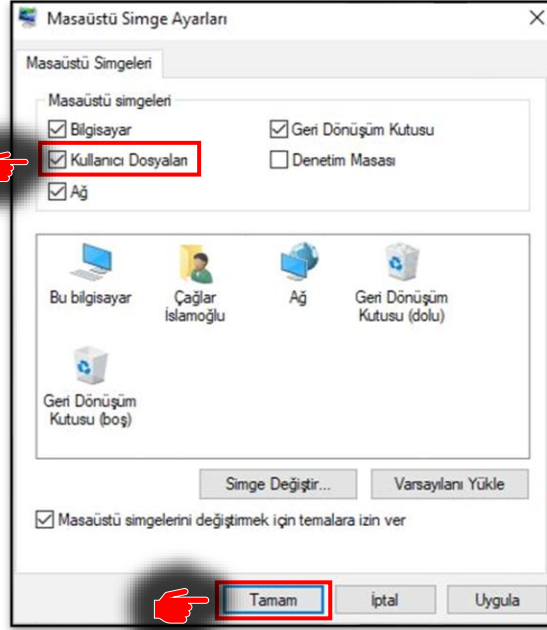 Masaüstü Simge Ayarları
Masaüstü Simgeleri
Masaüstü simgeleri
Bilgisayar
Geri Dönüşüm Kutusu
Kullanıcı Dosyaları
Denetim Masası
Ağ
Bu bilgisayar
Çağlar
İslamoğlu
Ağ
Geri Dönüşüm
Kutusu (dolu)
Geri Dönüşüm
Kutusu (boş)
Simge Değiştir...
Varsayılanı Yükle
Masaüstü simgelerini değiştirmek için temalara izin ver
Tamam
İptal
Uygula